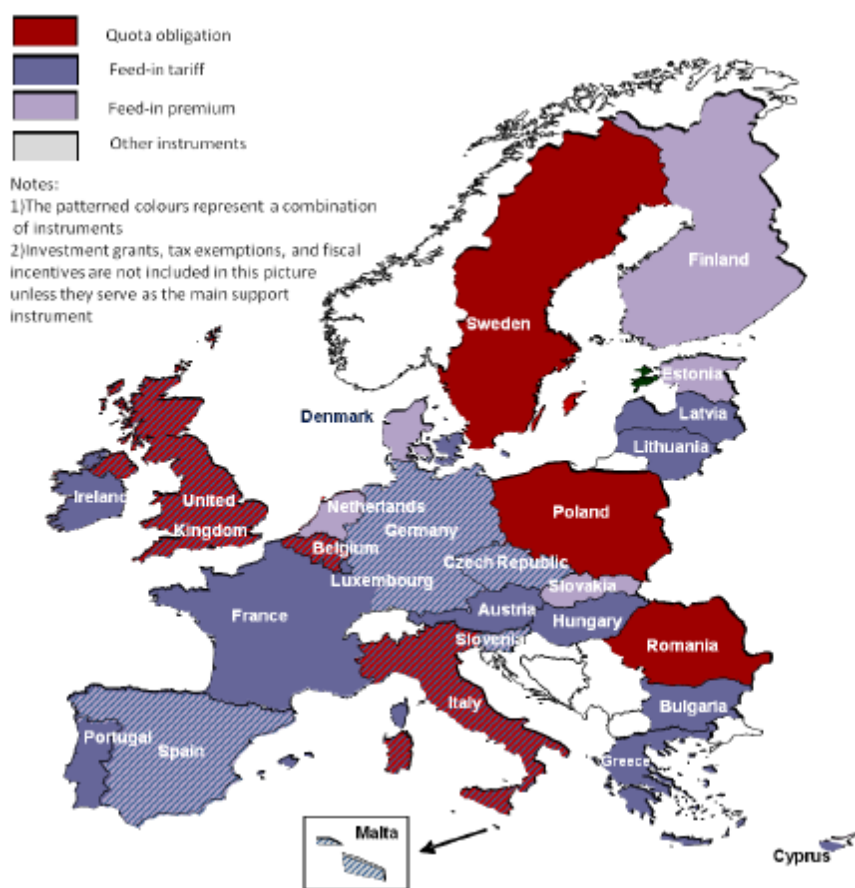 Quota obligation
Feed-in tariff
Feed-in premium
Other instruments
Notes:
1)The patterned colours represent a combination
of instruments
2)Investment grants, tax exemptions, and fiscal
incentives are not included in this picture
unless they serve as the main support
instrument
Finland
Sweden
Estonia
Denmark
Latvia
Lithuania
Ireland
United
Kingdom
Netherlands
Germany
Poland
Belgium
Czech Republic
Luxembourg
Slovakia
France
Austria
Hungary
Slovenia
Romania
Italy
Bulgaria
Portugal
Spain
Greece
Malta
Cyprus